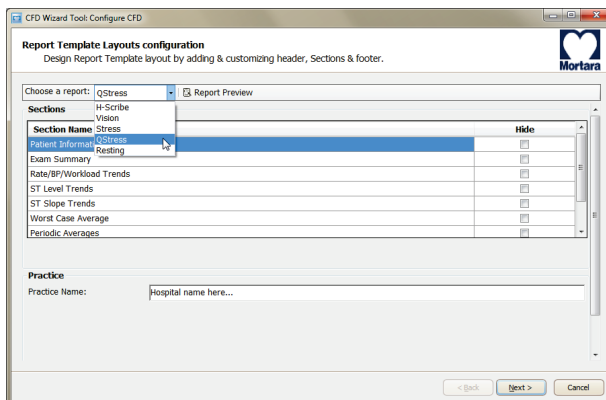 CFD Wizard Tool: Configure CFD
Report Template Layouts configuration
Design Report Template layout by adding & customizing header, Sections & footer.
Mortara
Choose a report: QStress Report Preview
H-Scribe
Vision
Stress
QStress
Resting
Sections
Section Name Hide
Patient Informati
Exam Summary
Rate/BP/Workload Trends
ST Level Trends
ST Slope Trends
Worst Case Average
Periodic Averages
Practice
Practice Name: Hospital name here...
< Back Next > Cancel